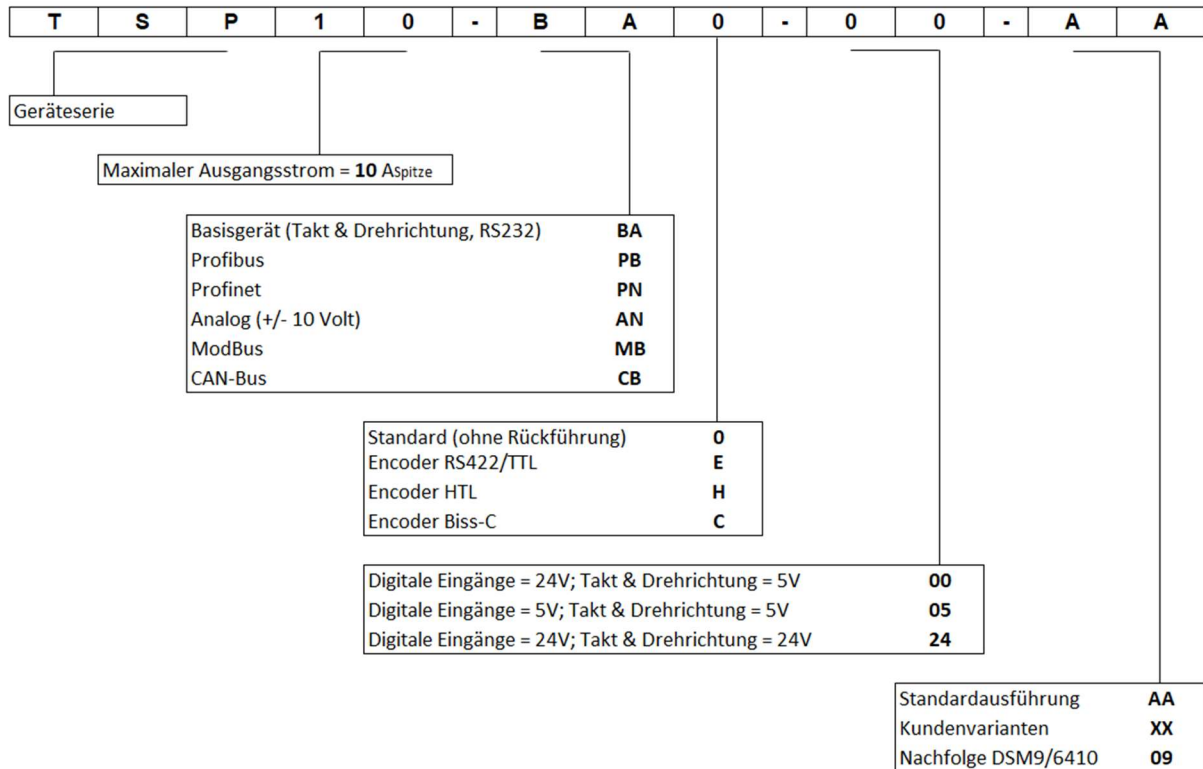 T S P 1 0 - B A 0 - 0 0 - A A
Geräteserie
Maximaler Ausgangsstrom = 10 ASpitze
Basisgerät (Takt & Drehrichtung, RS232) BA
Profibus PB
Profinet PN
Analog (+/- 10 Volt) AN
ModBus MB
CAN-Bus CB
Standard (ohne Rückführung) 0
Encoder RS422/TTL E
Encoder HTL H
Encoder Biss-C C
Digitale Eingänge = 24V; Takt & Drehrichtung = 5V 00
Digitale Eingänge = 5V; Takt & Drehrichtung = 5V 05
Digitale Eingänge = 24V; Takt & Drehrichtung = 24V 24
Standardausführung AA
Kundenvarianten XX
Nachfolge DSM9/6410 09